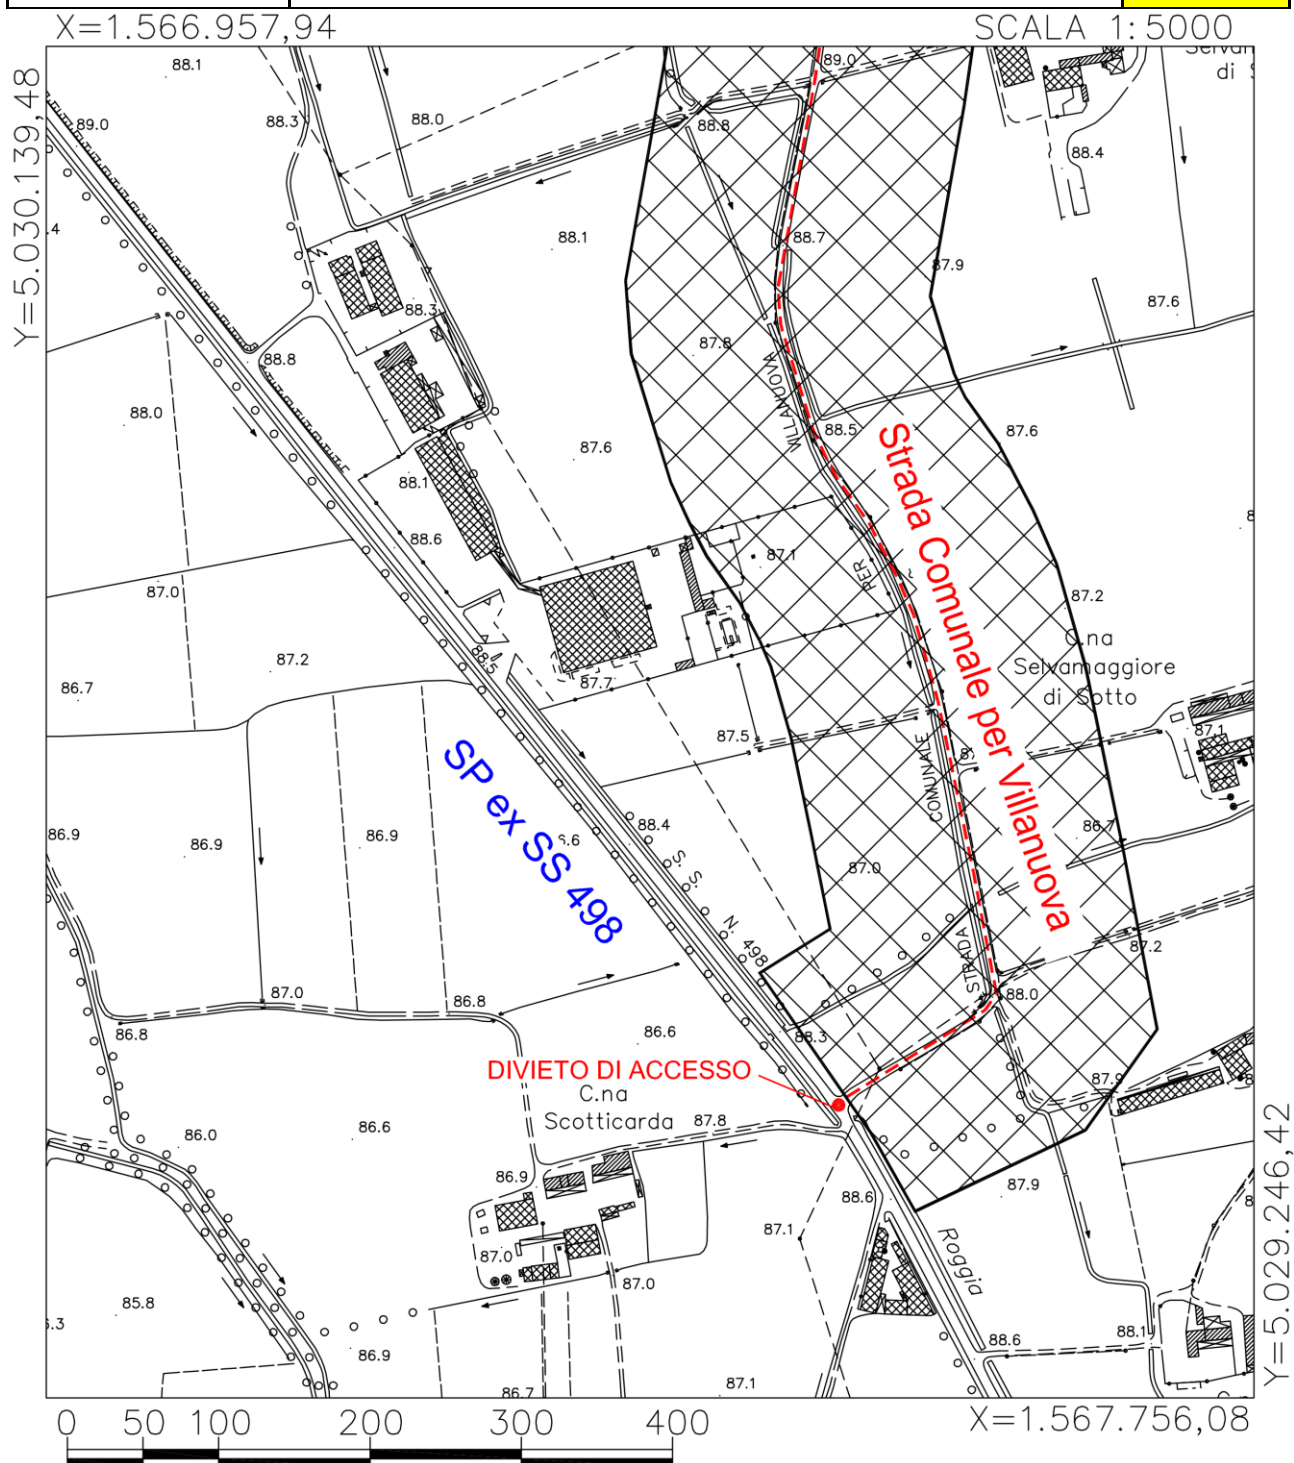 X=1.566.957,94
SCALA 1:5000
Y=5.030.139,48
88.1
89.0
88.3
88.0
88.8
89.0
88.4
.4
88.1
88.7
87.9
88.3
87.6
87.8
88.8
88.0
VILLANUOVA
88.5
87.6
87.6
88.1
88.6
87.1
PER
87.0
87.2
Strada Comunale per Villanuova
C.na
Selvamaggiore
di Sotto
87.2
88.5
86.7
87.7
87.5
COMUNALE
87.1
SP ex SS 498
86.9
86.9
86.9
88.4
86.7
S. S. N. 498
87.0
STRADA
87.2
87.0
86.8
88.0
86.8
86.6
88.3
DIVIETO DI ACCESSO
C.na
Scotticarda
87.9
86.0
86.6
87.8
86.9
88.6
87.9
87.1
Roggia
87.0
87.0
85.8
88.6
88.1
86.9
86.7
87.1
Y=5.029.246,42
X=1.567.756,08
0 50 100 200 300 400